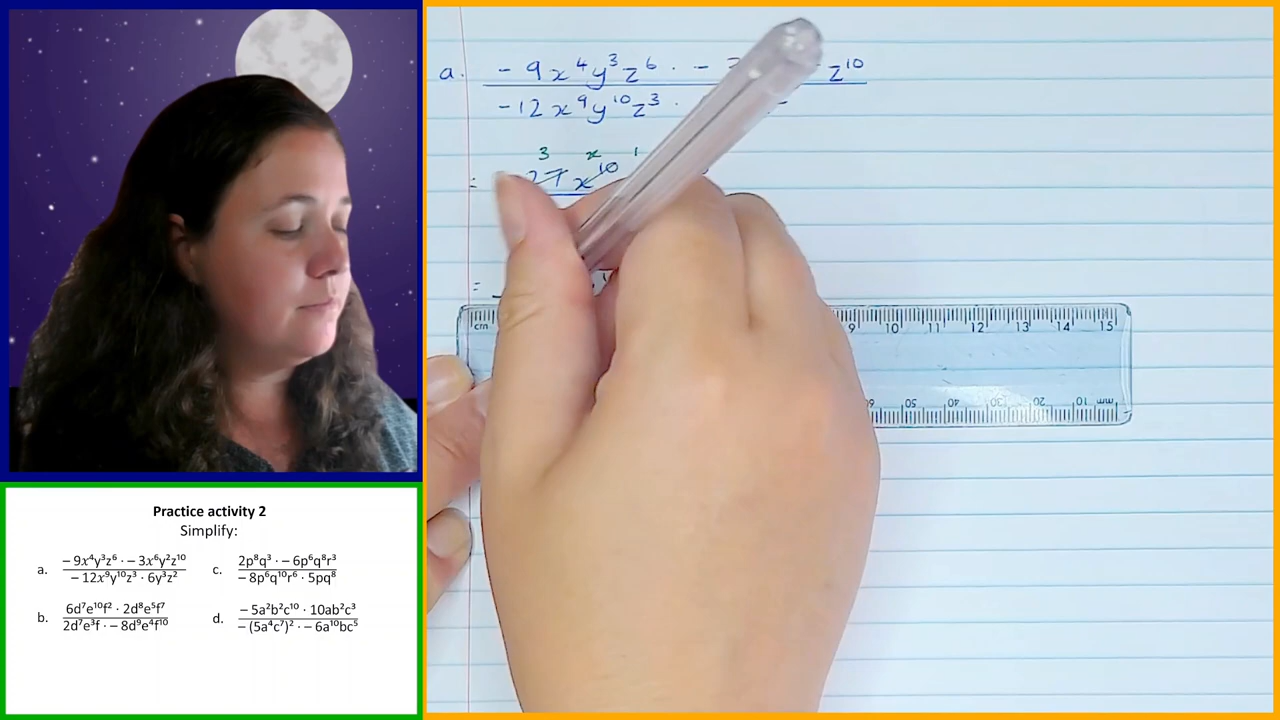 a. - 9x⁴y³z⁶ · - z¹⁰
-12x⁹y¹⁰z³ ·
3 x 1
= 27x¹⁰
=
cm 9 10 11 12 13 14 15
50 40 30 20 10 mm
Practice activity 2
Simplify:
a. − 9x⁴y³z⁶ · − 3x⁶y²z¹⁰ / − 12x⁹y¹⁰z³ · 6y³z² c. 2p⁸q³ · − 6p⁶q⁸r³ / − 8p⁶q¹⁰r⁶ · 5pq⁸
b. 6d⁷e¹⁰f² · 2d⁸e⁵f⁷ / 2d⁷e³f · − 8d⁹e⁴f¹⁰ d. − 5a²b²c¹⁰ · 10ab²c³ / − (5a⁴c⁷)² · − 6a¹⁰bc⁵